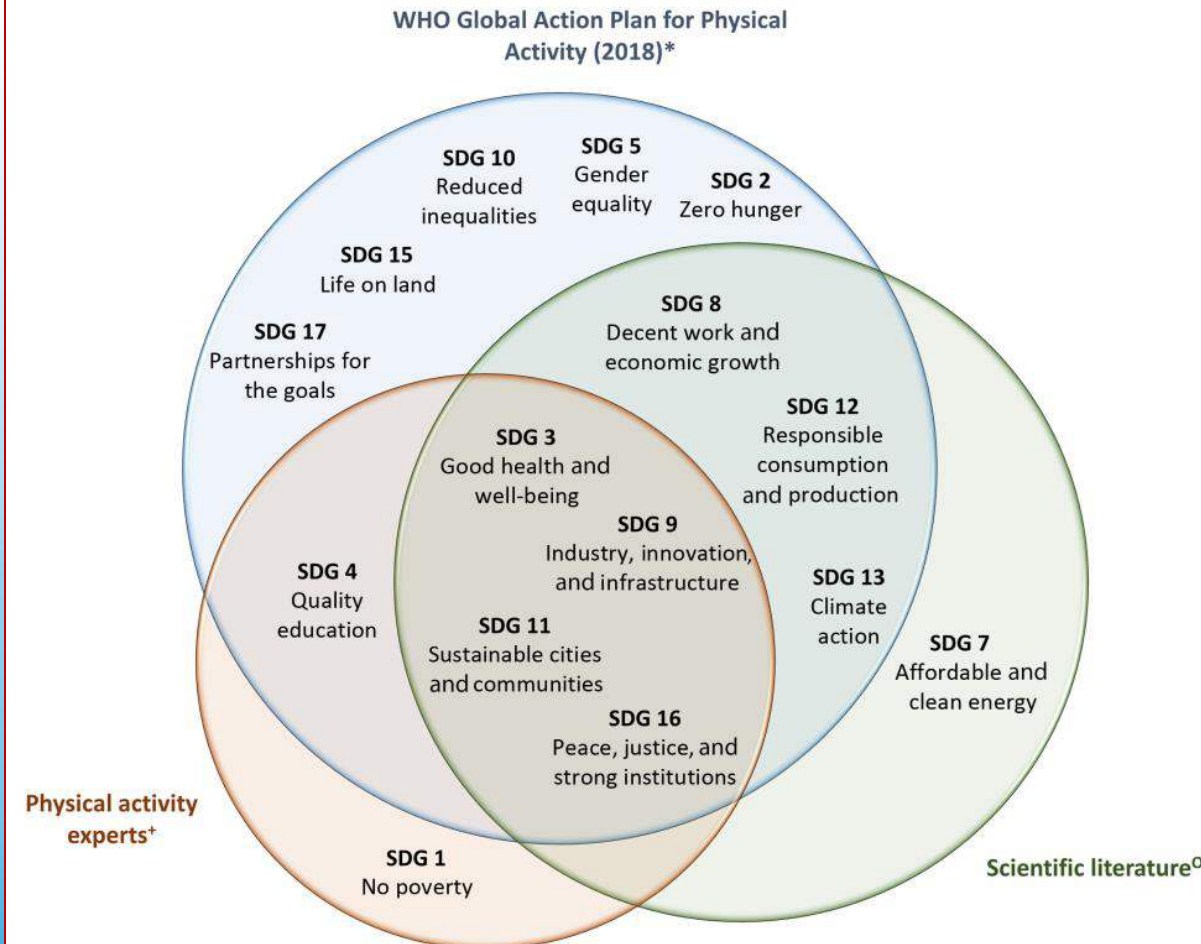 WHO Global Action Plan for Physical
Activity (2018)*
SDG 10
Reduced
inequalities
SDG 5
Gender
equality
SDG 2
Zero hunger
SDG 15
Life on land
SDG 17
Partnerships for
the goals
SDG 8
Decent work and
economic growth
SDG 12
Responsible
consumption
and production
SDG 3
Good health and
well-being
SDG 9
Industry, innovation,
and infrastructure
SDG 4
Quality
education
SDG 13
Climate
action
SDG 11
Sustainable cities
and communities
SDG 7
Affordable and
clean energy
SDG 16
Peace, justice, and
strong institutions
Physical activity
experts⁺
SDG 1
No poverty
Scientific literatureᴼ